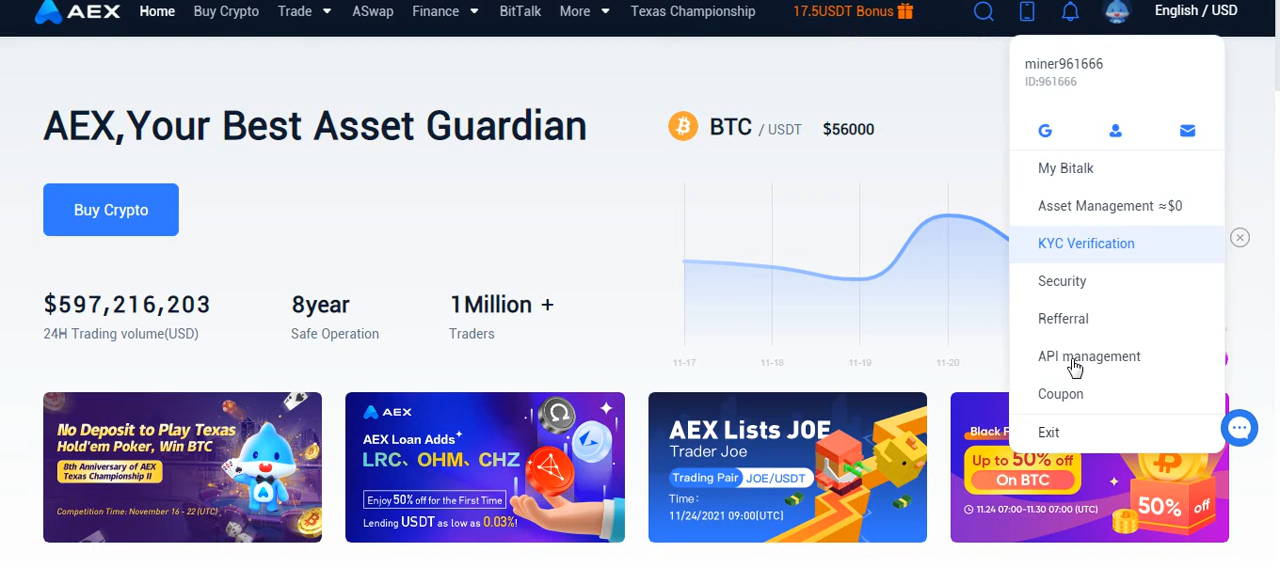 AEX Home Buy Crypto Trade ASwap Finance BitTalk More Texas Championship 17.5USDT Bonus English / USD
miner961666
ID:961666
G
My Bitalk
Asset Management ≈$0
KYC Verification
Security
Refferral
API management
Coupon
Exit
AEX,Your Best Asset Guardian
Buy Crypto
BTC / USDT $56000
$597,216,203
24H Trading volume(USD)
8year
Safe Operation
1Million +
Traders
11-17 11-18 11-19 11-20
No Deposit to Play Texas
Hold'em Poker, Win BTC
8th Anniversary of AEX
Texas Championship II
Competition Time: November 16 - 22 (UTC)
AEX
AEX Loan Adds
LRC、OHM、CHZ
Enjoy 50% off for the First Time
Lending USDT as low as 0.03%!
AEX Lists JOE
Trader Joe
Trading Pair JOE/USDT
Time:
11/24/2021 09:00(UTC)
Up to 50% off
On BTC
11.24 07:00-11.30 07:00 (UTC)
50% off